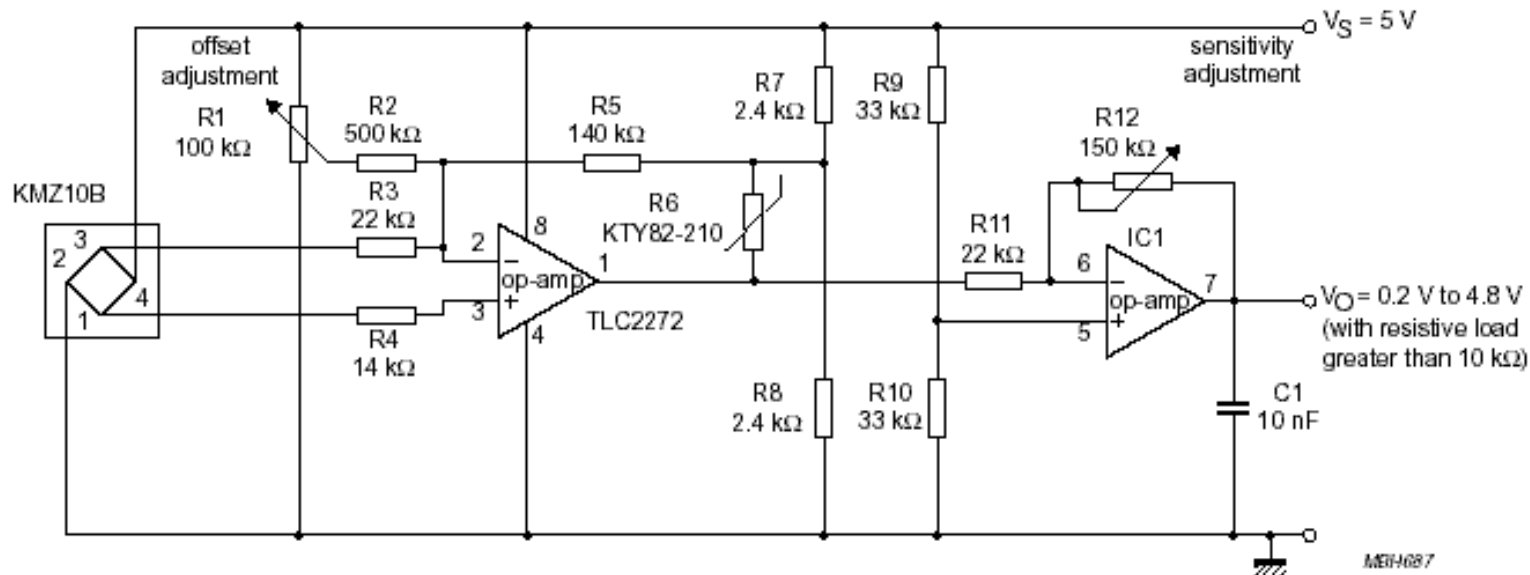 V_S = 5 V
offset
adjustment
sensitivity
adjustment
R1
100 kΩ
R2
500 kΩ
R5
140 kΩ
R7
2.4 kΩ
R9
33 kΩ
R12
150 kΩ
KMZ10B
R3
22 kΩ
R6
KTY82-210
R11
22 kΩ
IC1
2
3
4
1
2
8
−
op-amp
+
3
4
1
TLC2272
6
−
op-amp
+
5
7
V_O = 0.2 V to 4.8 V
(with resistive load
greater than 10 kΩ)
R4
14 kΩ
R8
2.4 kΩ
R10
33 kΩ
C1
10 nF